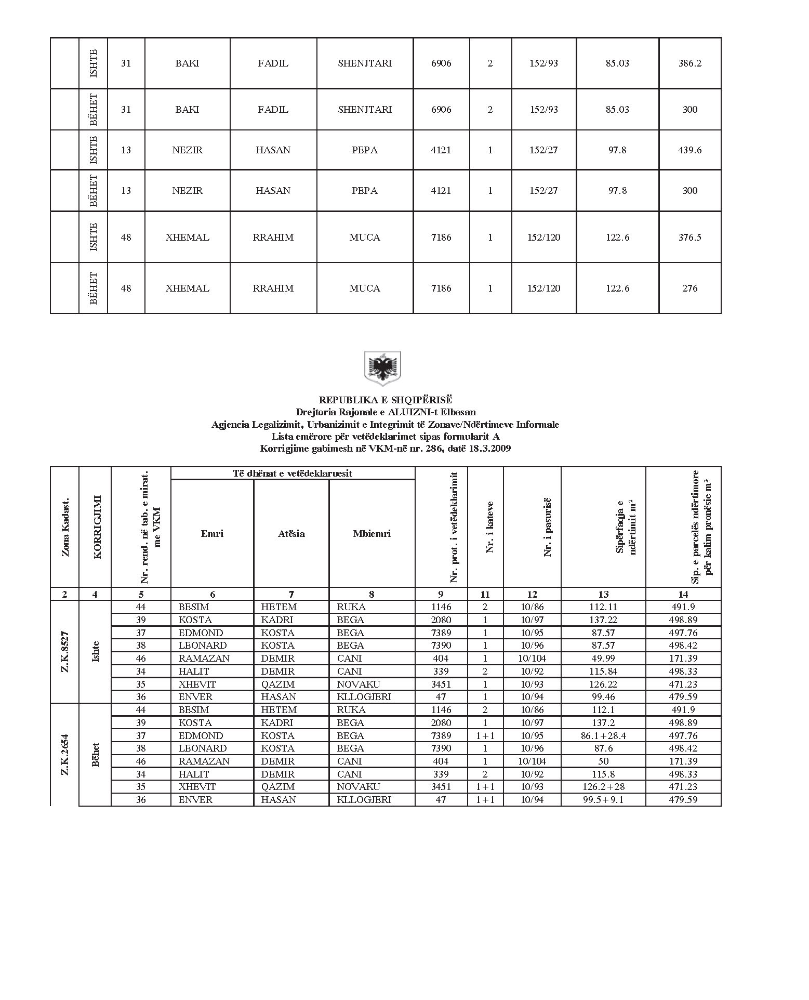 ISHTE 31 BAKI FADIL SHENJTARI 6906 2 152/93 85.03 386.2
BËHET 31 BAKI FADIL SHENJTARI 6906 2 152/93 85.03 300
ISHTE 13 NEZIR HASAN PEPA 4121 1 152/27 97.8 439.6
BËHET 13 NEZIR HASAN PEPA 4121 1 152/27 97.8 300
ISHTE 48 XHEMAL RRAHIM MUCA 7186 1 152/120 122.6 376.5
BËHET 48 XHEMAL RRAHIM MUCA 7186 1 152/120 122.6 276
REPUBLIKA E SHQIPËRISË
Drejtoria Rajonale e ALUIZNI-t Elbasan
Agjencia Legalizimit, Urbanizimit e Integrimit të Zonave/Ndërtimeve Informale
Lista emërore për vetëdeklarimet sipas formularit A
Korrigjime gabimesh në VKM-në nr. 286, datë 18.3.2009
Zona Kadast.
KORRIGJIMI
Nr. rend. në tab. e mirat.
me VKM
Të dhënat e vetëdeklaruesit
Emri Atësia Mbiemri
Nr. prot. i vetëdeklarimit
Nr. i kateve
Nr. i pasurisë
Sipërfaqja e
ndërtimit m²
Sip. e parcelës ndërtimore
për kalim pronësie m²
2 4 5 6 7 8 9 11 12 13 14
Z.K.8527
Ishte
44 BESIM HETEM RUKA 1146 2 10/86 112.11 491.9
39 KOSTA KADRI BEGA 2080 1 10/97 137.22 498.89
37 EDMOND KOSTA BEGA 7389 1 10/95 87.57 497.76
38 LEONARD KOSTA BEGA 7390 1 10/96 87.57 498.42
46 RAMAZAN DEMIR CANI 404 1 10/104 49.99 171.39
34 HALIT DEMIR CANI 339 2 10/92 115.84 498.33
35 XHEVIT QAZIM NOVAKU 3451 1 10/93 126.22 471.23
36 ENVER HASAN KLLOGJERI 47 1 10/94 99.46 479.59
Z.K.2654
Bëhet
44 BESIM HETEM RUKA 1146 2 10/86 112.1 491.9
39 KOSTA KADRI BEGA 2080 1 10/97 137.2 498.89
37 EDMOND KOSTA BEGA 7389 1+1 10/95 86.1+28.4 497.76
38 LEONARD KOSTA BEGA 7390 1 10/96 87.6 498.42
46 RAMAZAN DEMIR CANI 404 1 10/104 50 171.39
34 HALIT DEMIR CANI 339 2 10/92 115.8 498.33
35 XHEVIT QAZIM NOVAKU 3451 1+1 10/93 126.2+28 471.23
36 ENVER HASAN KLLOGJERI 47 1+1 10/94 99.5+9.1 479.59